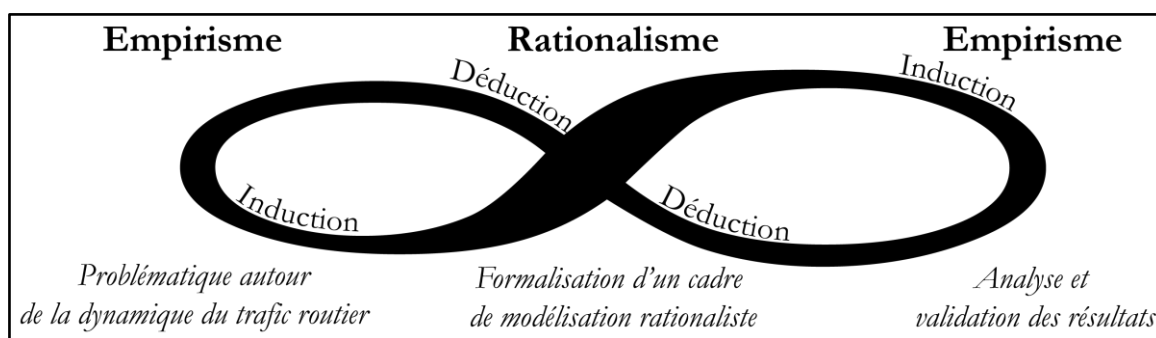 Empirisme
Rationalisme
Empirisme
Déduction
Induction
Induction
Déduction
Problématique autour
de la dynamique du trafic routier
Formalisation d'un cadre
de modélisation rationaliste
Analyse et
validation des résultats